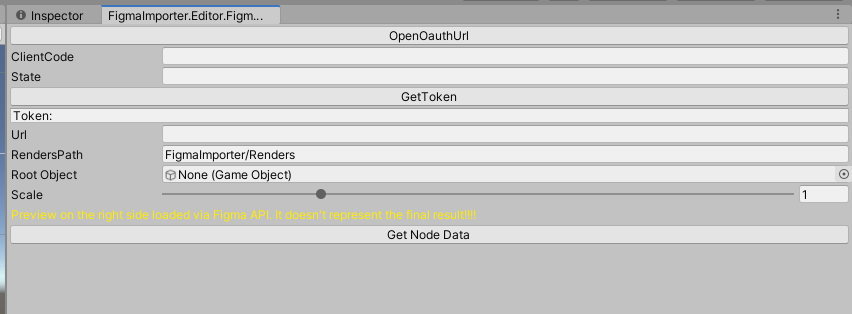 Inspector
FigmaImporter.Editor.Figm...
OpenOauthUrl
ClientCode
State
GetToken
Token:
Url
RendersPath FigmaImporter/Renders
Root Object None (Game Object)
Scale 1
Preview on the right side loaded via Figma API. It doesn't represent the final result!!!!
Get Node Data